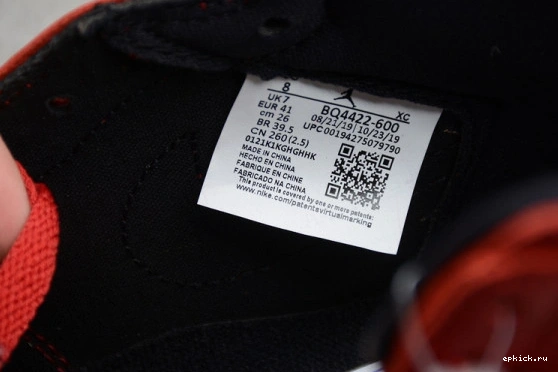 8
UK 7
EUR 41
cm 26
BR 39.5
CN 260(2.5)
0121K1KGHGHHK
MADE IN CHINA
HECHO EN CHINA
FABRIQUE EN CHINE
FABRICADO NA CHINA
This product is covered by one or more patents:
www.nike.com/patentsvirtualmarking
XC
BQ4422-600
08/21/19 | 10/23/19
UPC00194275079790
epkick.ru